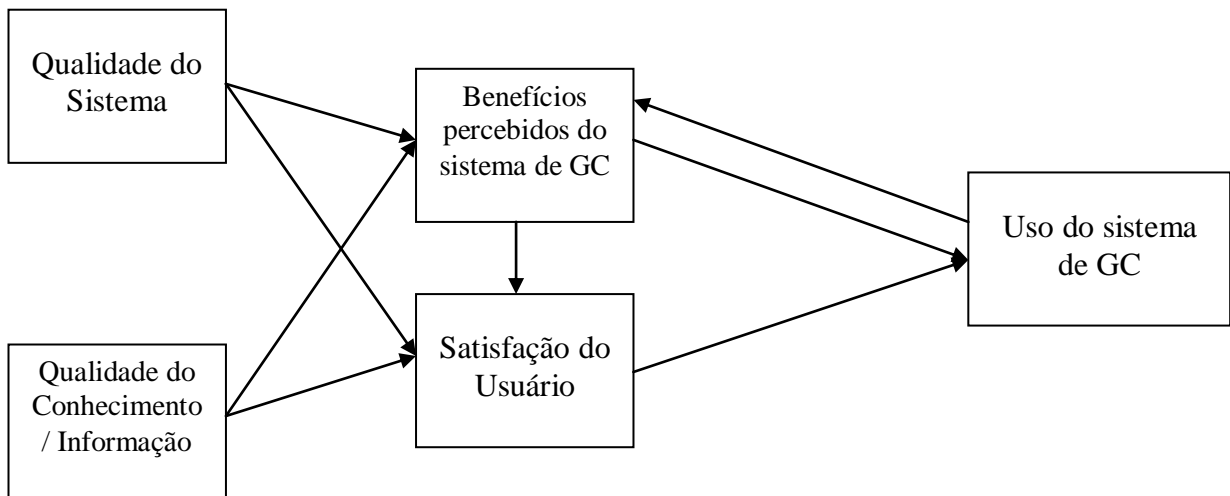 Qualidade do
Sistema
Benefícios
percebidos do
sistema de GC
Uso do sistema
de GC
Satisfação do
Usuário
Qualidade do
Conhecimento
/ Informação